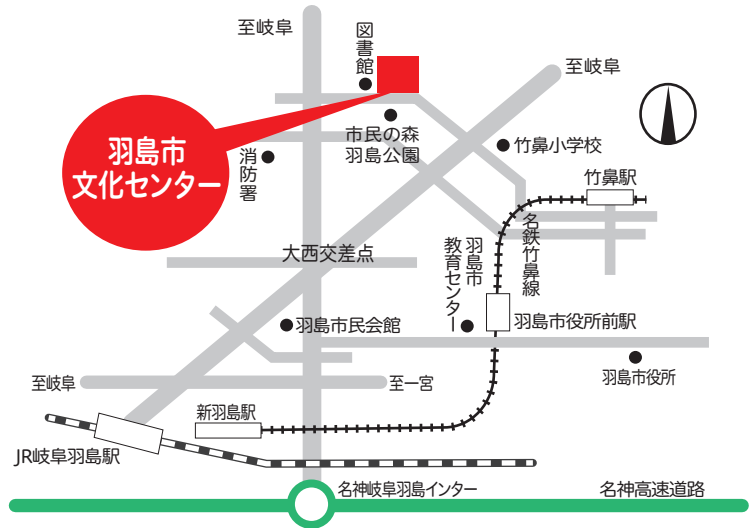 至岐阜
図書館
至岐阜
羽島市
文化センター
消防署
市民の森
羽島公園
竹鼻小学校
竹鼻駅
名鉄竹鼻線
大西交差点
羽島市
教育センター
羽島市民会館
羽島市役所前駅
羽島市役所
至岐阜
至一宮
新羽島駅
JR岐阜羽島駅
名神岐阜羽島インター
名神高速道路